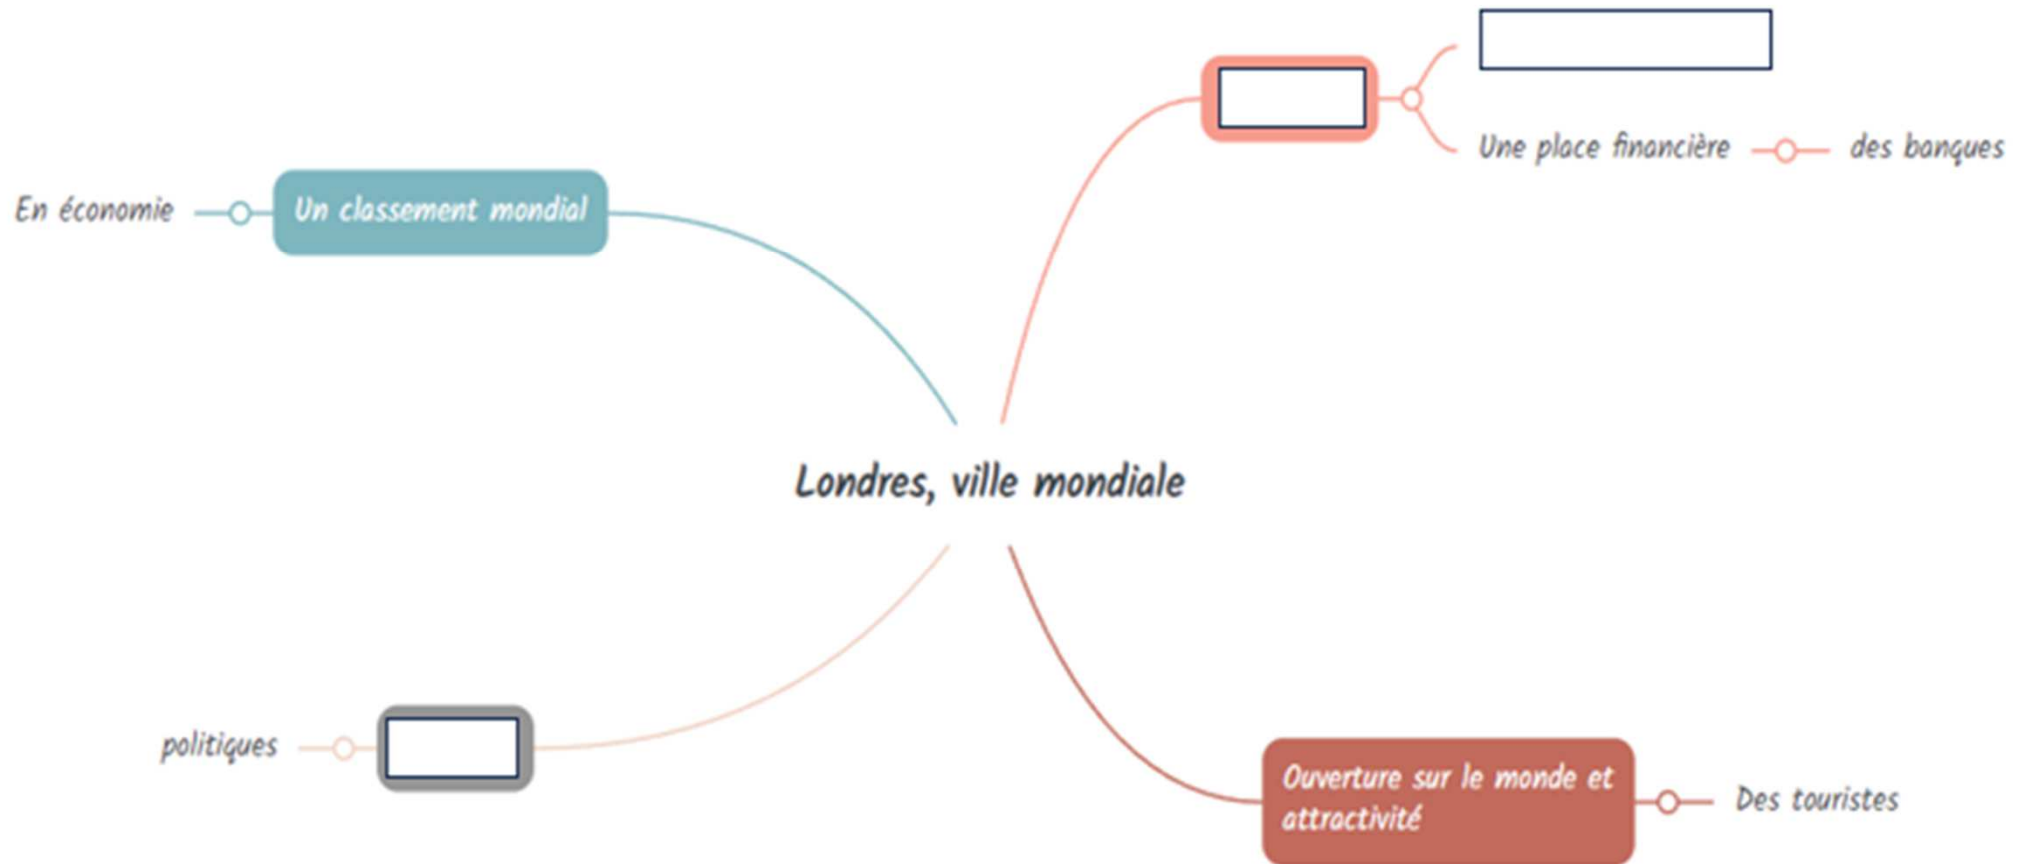 Une place financière
des banques
En économie
Un classement mondial
Londres, ville mondiale
politiques
Ouverture sur le monde et
attractivité
Des touristes